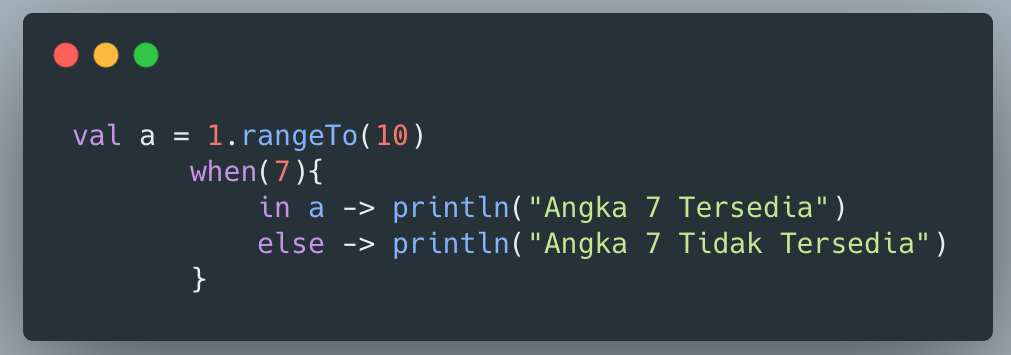 val a = 1.rangeTo(10)
when(7){
in a -> println("Angka 7 Tersedia")
else -> println("Angka 7 Tidak Tersedia")
}